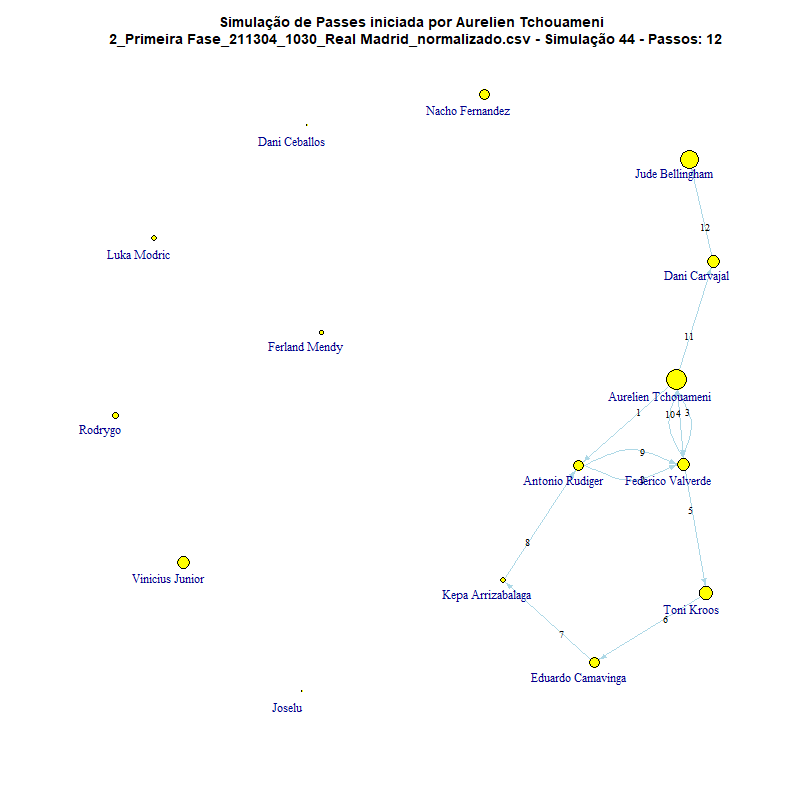 Simulação de Passes iniciada por Aurelien Tchouameni
2_Primeira Fase_211304_1030_Real Madrid_normalizado.csv - Simulação 44 - Passos: 12
Nacho Fernandez
Dani Ceballos
Jude Bellingham
12
Luka Modric
Dani Carvajal
11
Ferland Mendy
Aurelien Tchouameni
1
10
4
3
Rodrygo
9
Antonio Rudiger
Federico Valverde
5
8
Vinicius Junior
Kepa Arrizabalaga
Toni Kroos
6
7
Eduardo Camavinga
Joselu